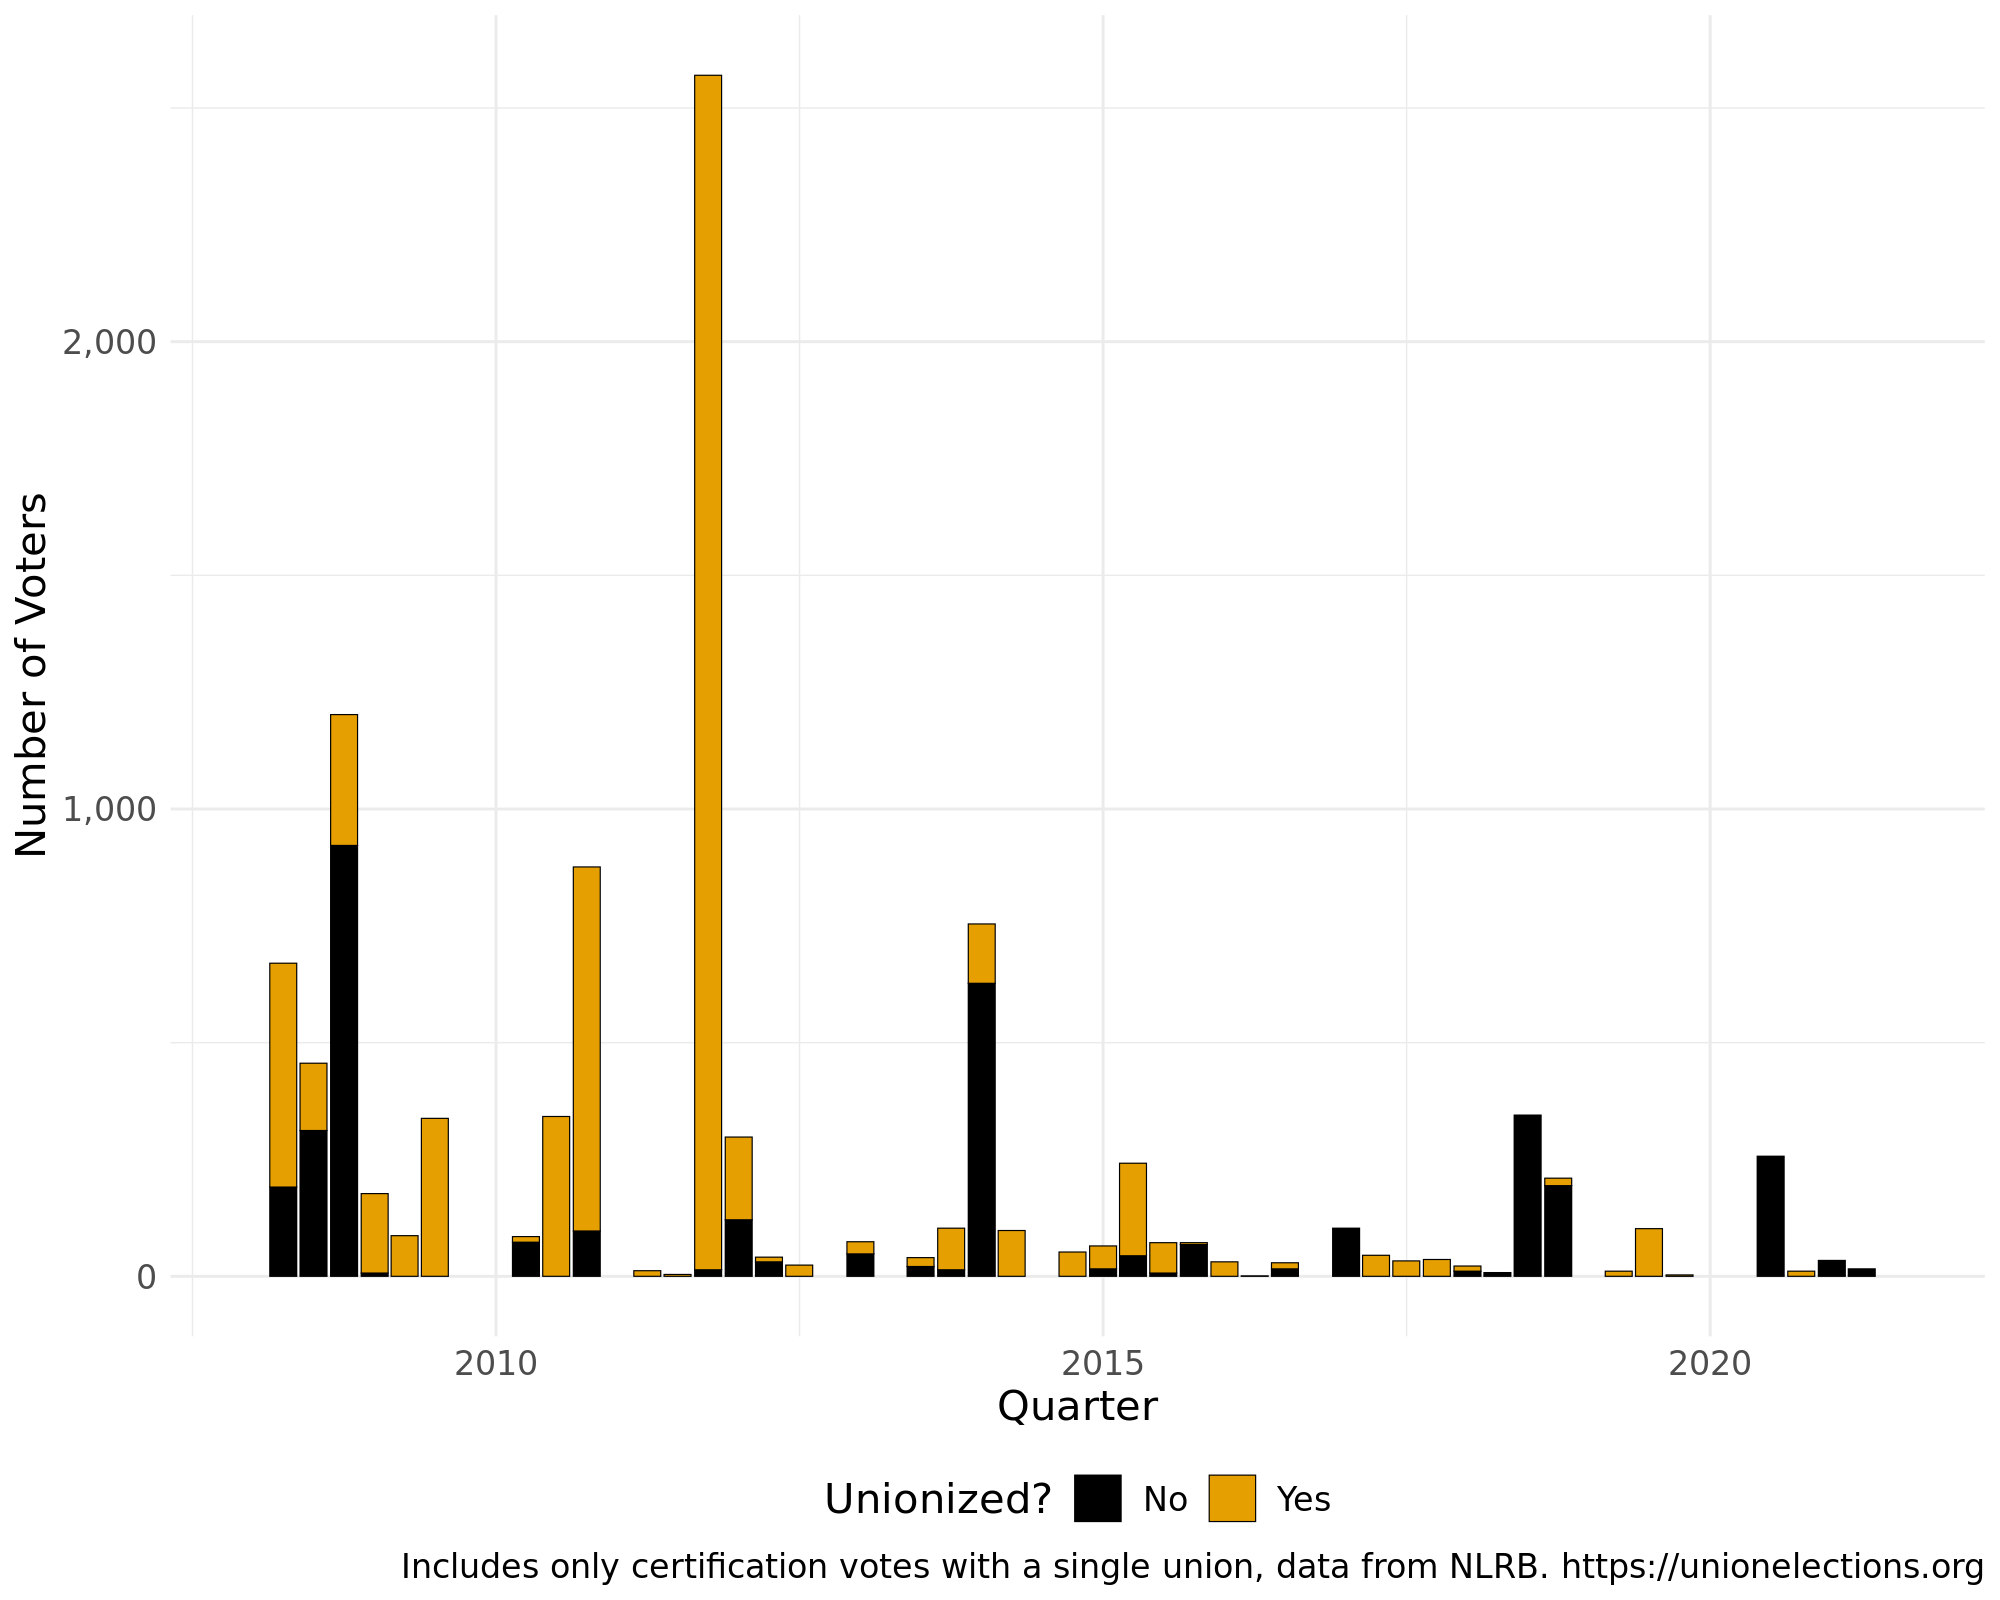 2,000
1,000
0
Number of Voters
2010
2015
2020
Quarter
Unionized?
No
Yes
Includes only certification votes with a single union, data from NLRB. https://unionelections.org